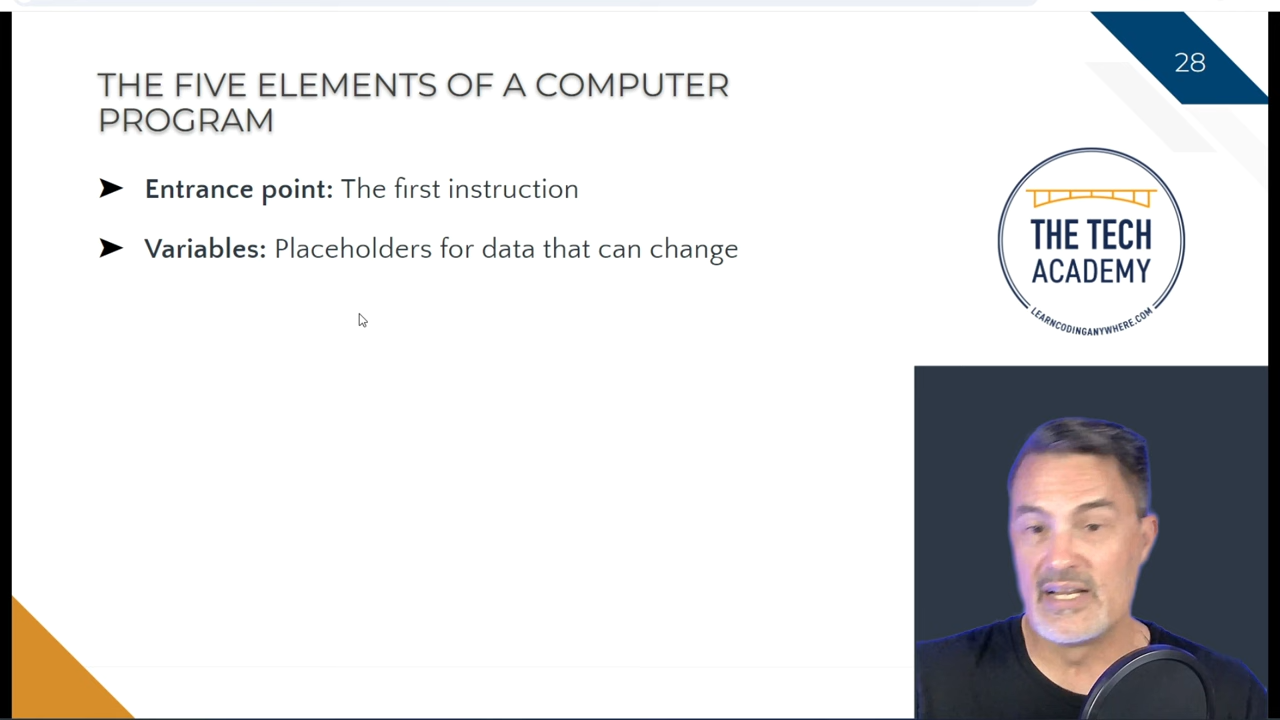 28
THE FIVE ELEMENTS OF A COMPUTER
PROGRAM
Entrance point: The first instruction
Variables: Placeholders for data that can change
THE TECH
ACADEMY
LEARNCODINGANYWHERE.COM